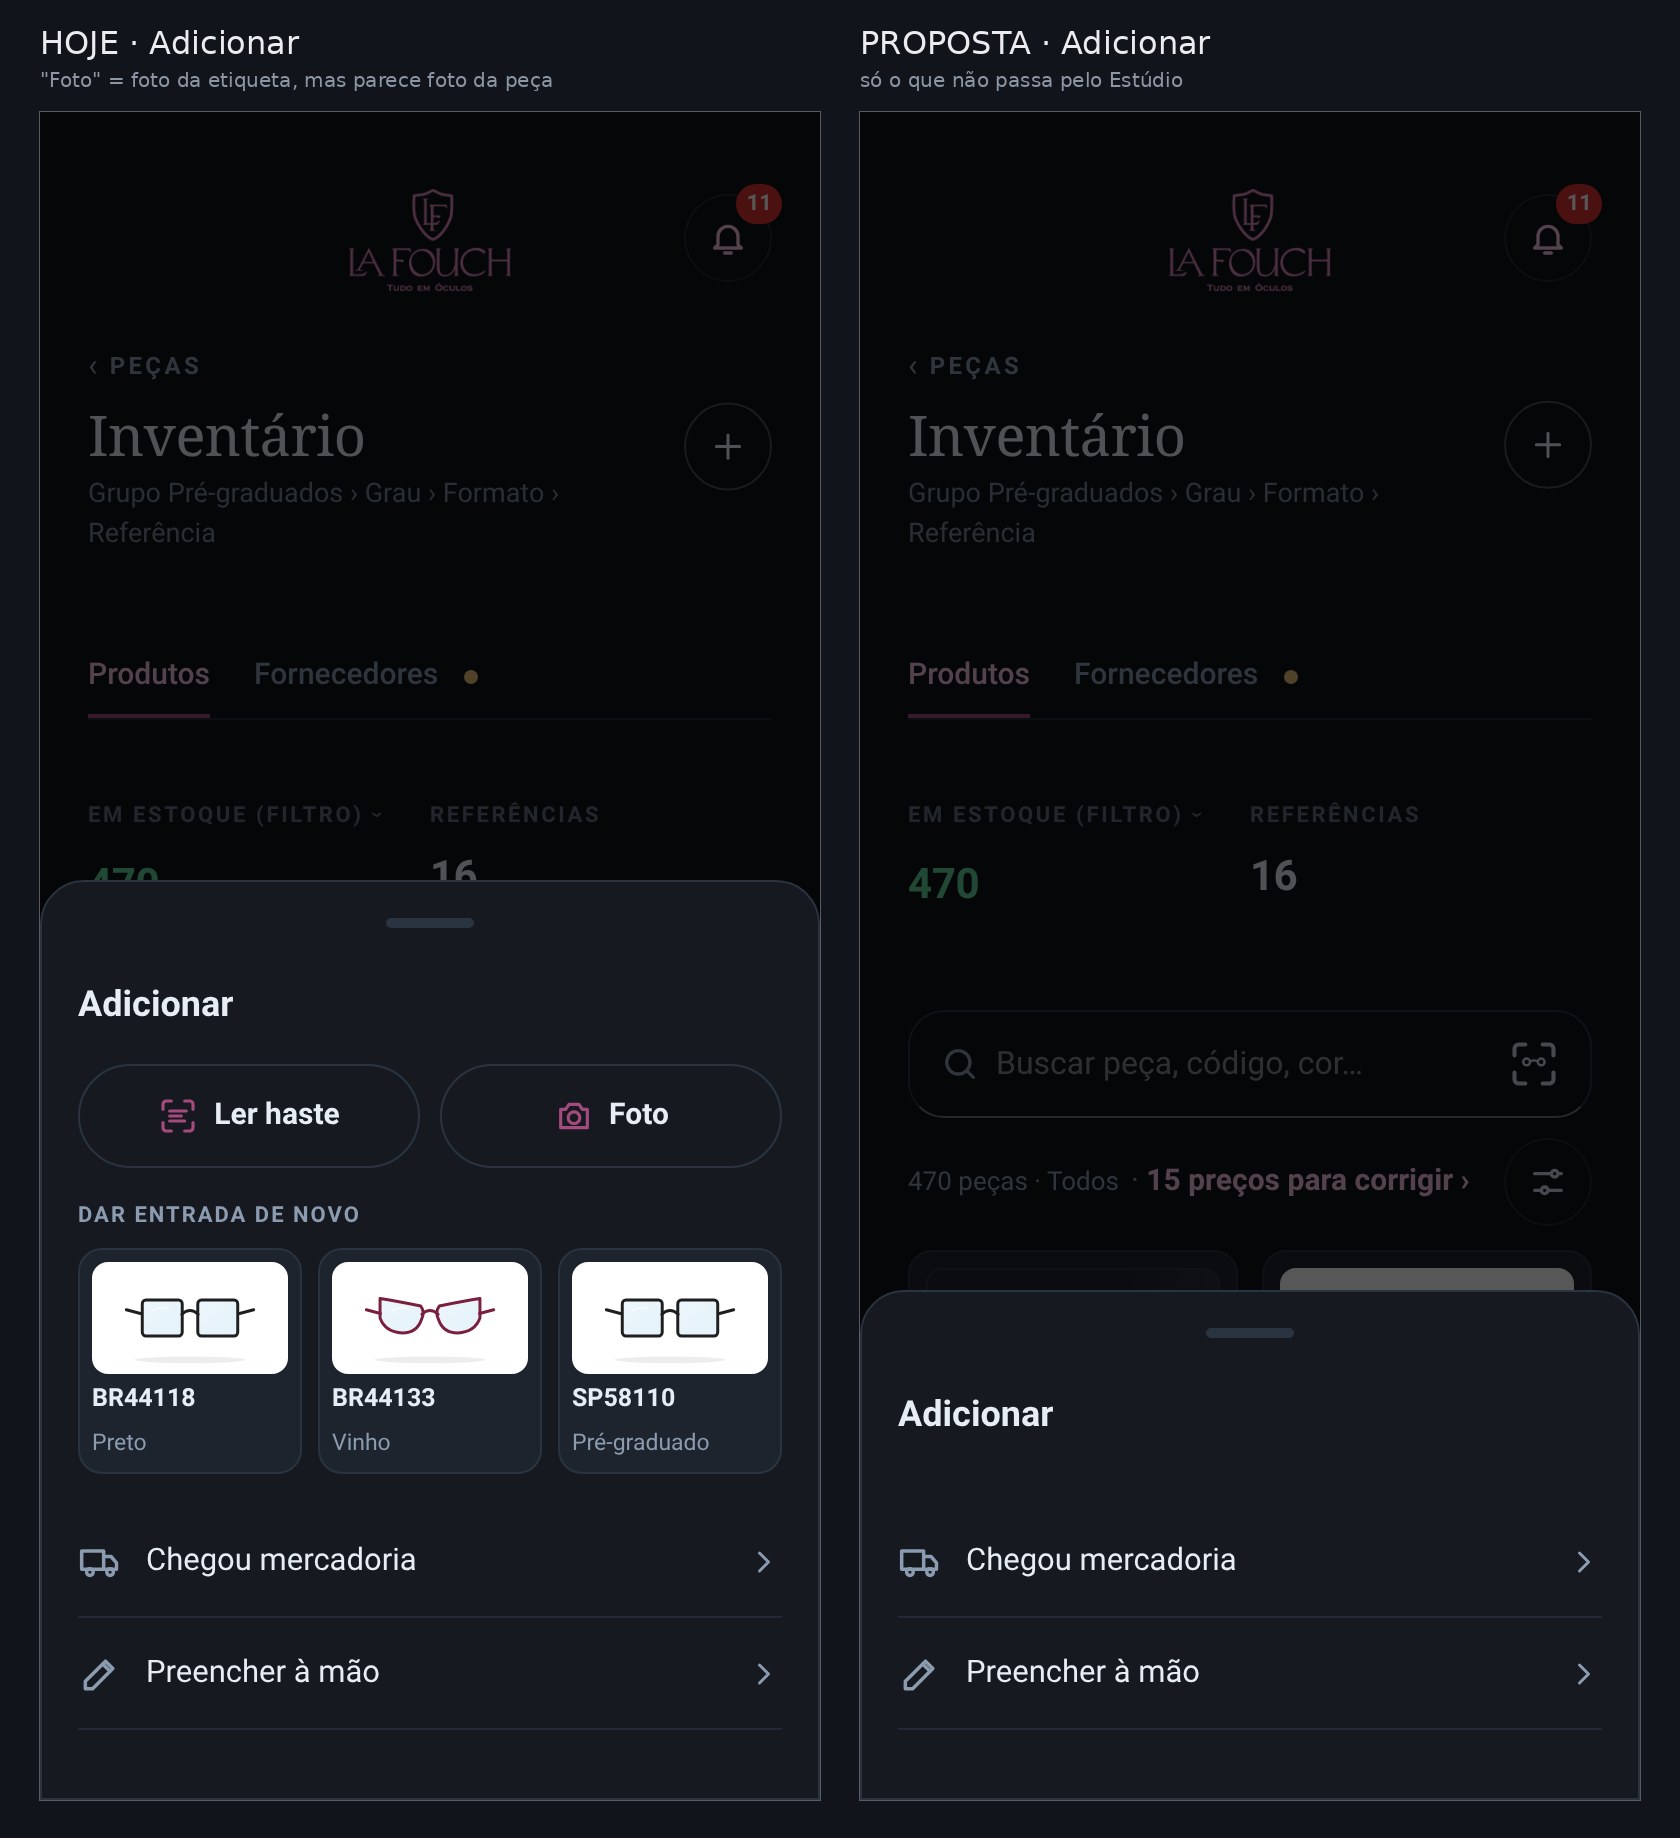 HOJE · Adicionar
"Foto" = foto da etiqueta, mas parece foto da peça
LF
LA FOUCH
TUDO EM ÓCULOS
11
‹ PEÇAS
Inventário
Grupo Pré-graduados › Grau › Formato ›
Referência
Produtos Fornecedores
EM ESTOQUE (FILTRO) REFERÊNCIAS
470 16
Adicionar
Ler haste Foto
DAR ENTRADA DE NOVO
BR44118 BR44133 SP58110
Preto Vinho Pré-graduado
Chegou mercadoria
Preencher à mão
PROPOSTA · Adicionar
só o que não passa pelo Estúdio
LF
LA FOUCH
TUDO EM ÓCULOS
11
‹ PEÇAS
Inventário
Grupo Pré-graduados › Grau › Formato ›
Referência
Produtos Fornecedores
EM ESTOQUE (FILTRO) REFERÊNCIAS
470 16
Buscar peça, código, cor...
470 peças · Todos · 15 preços para corrigir ›
Adicionar
Chegou mercadoria
Preencher à mão